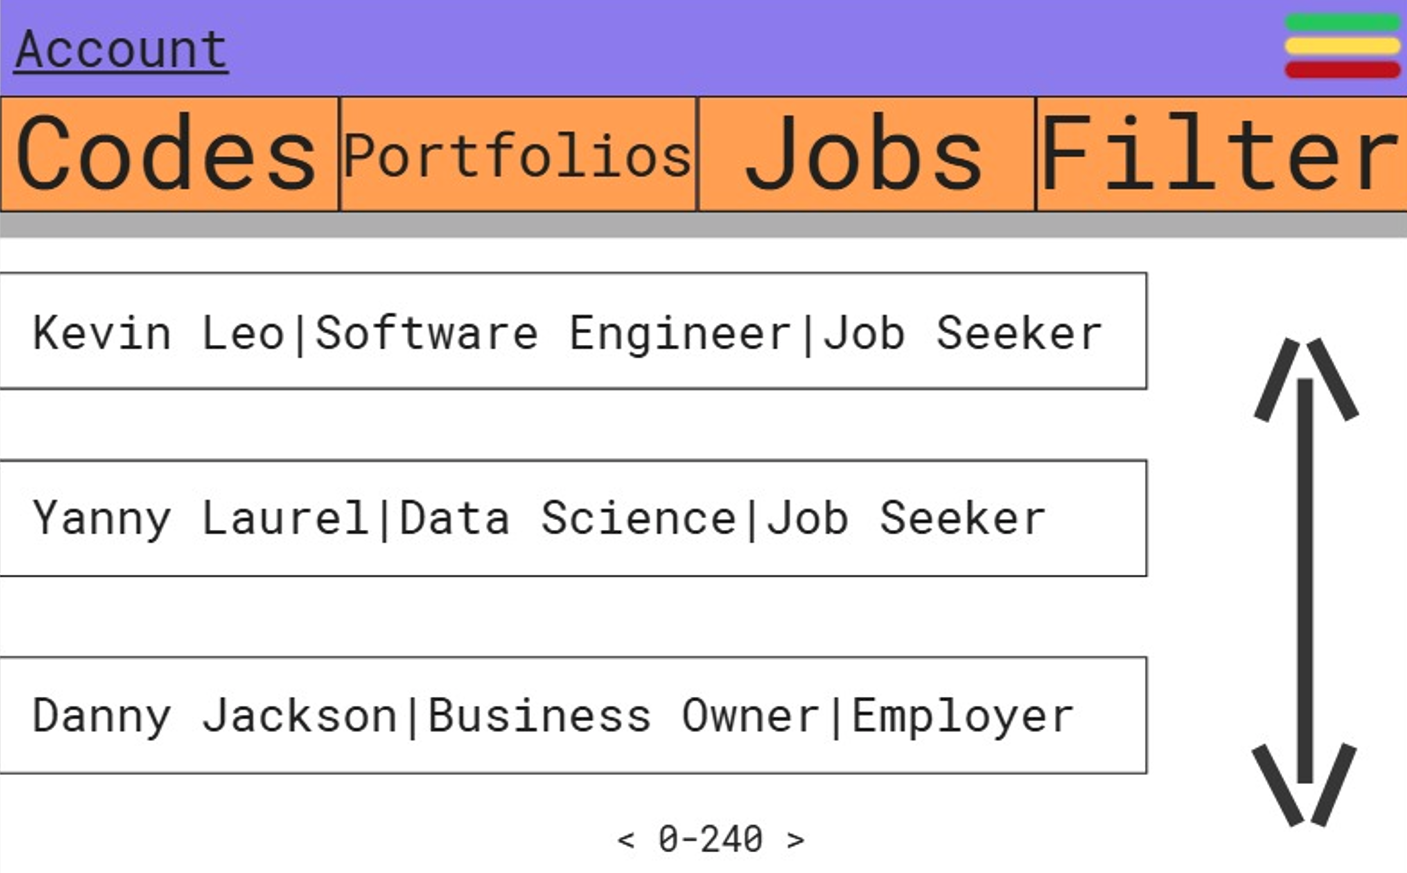 Account
Codes Portfolios Jobs Filter
Kevin Leo|Software Engineer|Job Seeker
Yanny Laurel|Data Science|Job Seeker
Danny Jackson|Business Owner|Employer
< 0-240 >